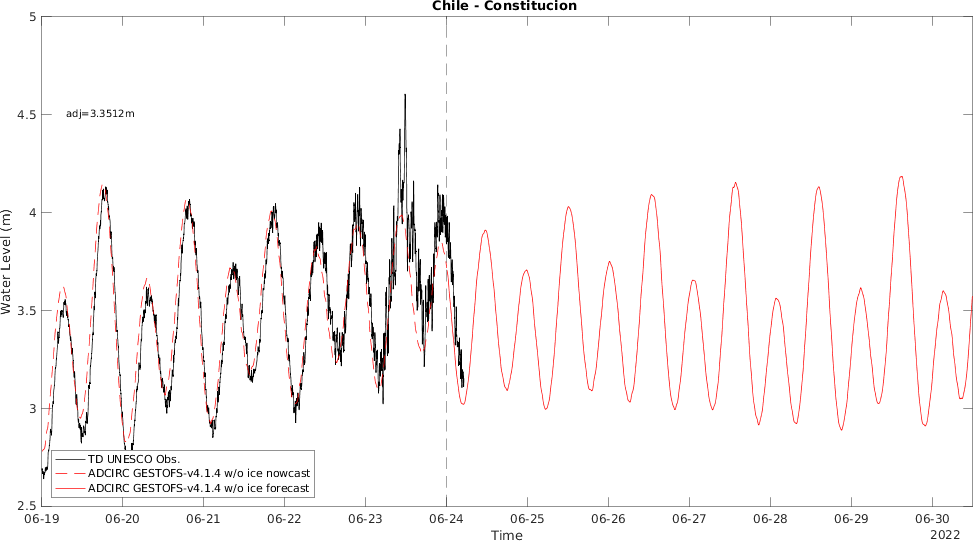 Chile - Constitucion
5
4.5
4
3.5
3
2.5
Water Level (m)
adj=3.3512m
TD UNESCO Obs.
ADCIRC GESTOFS-v4.1.4 w/o ice nowcast
ADCIRC GESTOFS-v4.1.4 w/o ice forecast
06-19 06-20 06-21 06-22 06-23 06-24 06-25 06-26 06-27 06-28 06-29 06-30
2022
Time